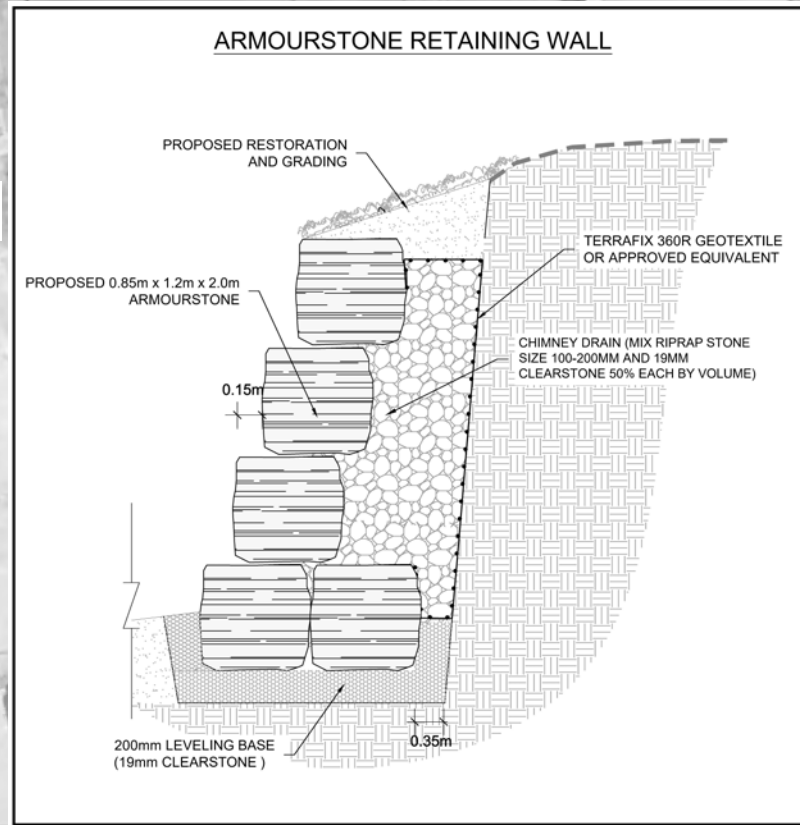 ARMOURSTONE RETAINING WALL
PROPOSED RESTORATION
AND GRADING
TERRAFIX 360R GEOTEXTILE
OR APPROVED EQUIVALENT
PROPOSED 0.85m x 1.2m x 2.0m
ARMOURSTONE
CHIMNEY DRAIN (MIX RIPRAP STONE
SIZE 100-200MM AND 19MM
CLEARSTONE 50% EACH BY VOLUME)
0.15m
0.35m
200mm LEVELING BASE
(19mm CLEARSTONE )